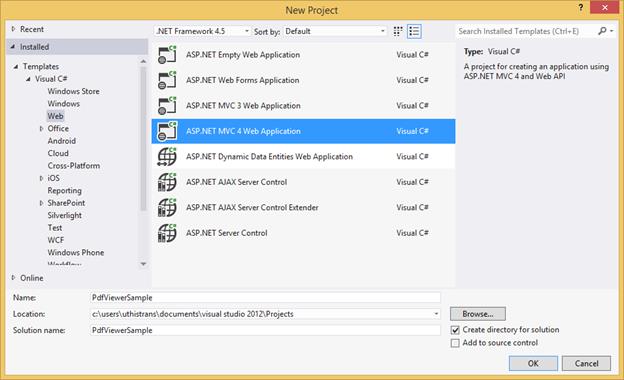 New Project
Recent
Installed
Templates
Visual C#
Windows Store
Windows
Web
Office
Android
Cloud
Cross-Platform
iOS
Reporting
SharePoint
Silverlight
Test
WCF
Windows Phone
Workflow
Online
.NET Framework 4.5 Sort by: Default
ASP.NET Empty Web Application Visual C#
ASP.NET Web Forms Application Visual C#
ASP.NET MVC 3 Web Application Visual C#
ASP.NET MVC 4 Web Application Visual C#
ASP.NET Dynamic Data Entities Web Application Visual C#
ASP.NET AJAX Server Control Visual C#
ASP.NET AJAX Server Control Extender Visual C#
ASP.NET Server Control Visual C#
Search Installed Templates (Ctrl+E)
Type: Visual C#
A project for creating an application using
ASP.NET MVC 4 and Web API
Name: PdfViewerSample
Location: c:\users\uthistrans\documents\visual studio 2012\Projects Browse...
Solution name: PdfViewerSample
Create directory for solution
Add to source control
OK Cancel